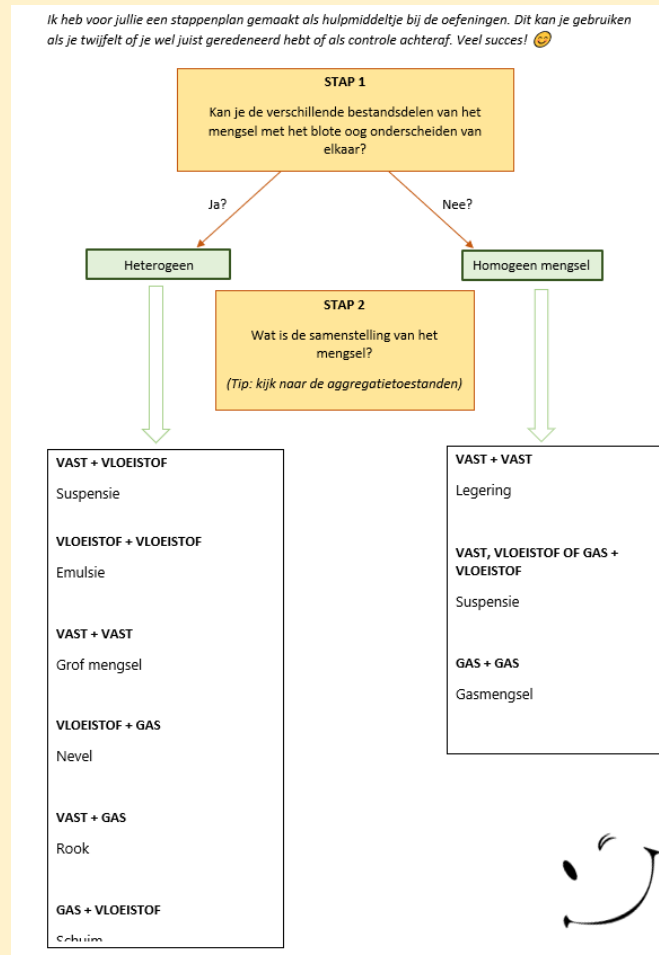 Ik heb voor jullie een stappenplan gemaakt als hulpmiddeltje bij de oefeningen. Dit kan je gebruiken
als je twijfelt of je wel juist geredeneerd hebt of als controle achteraf. Veel succes! 😊
STAP 1
Kan je de verschillende bestandsdelen van het
mengsel met het blote oog onderscheiden van
elkaar?
Ja?
Nee?
Heterogeen
Homogeen mengsel
STAP 2
Wat is de samenstelling van het
mengsel?
(Tip: kijk naar de aggregatietoestanden)
VAST + VLOEISTOF
Suspensie
VLOEISTOF + VLOEISTOF
Emulsie
VAST + VAST
Grof mengsel
VLOEISTOF + GAS
Nevel
VAST + GAS
Rook
GAS + VLOEISTOF
Schuim
VAST + VAST
Legering
VAST, VLOEISTOF OF GAS +
VLOEISTOF
Suspensie
GAS + GAS
Gasmengsel